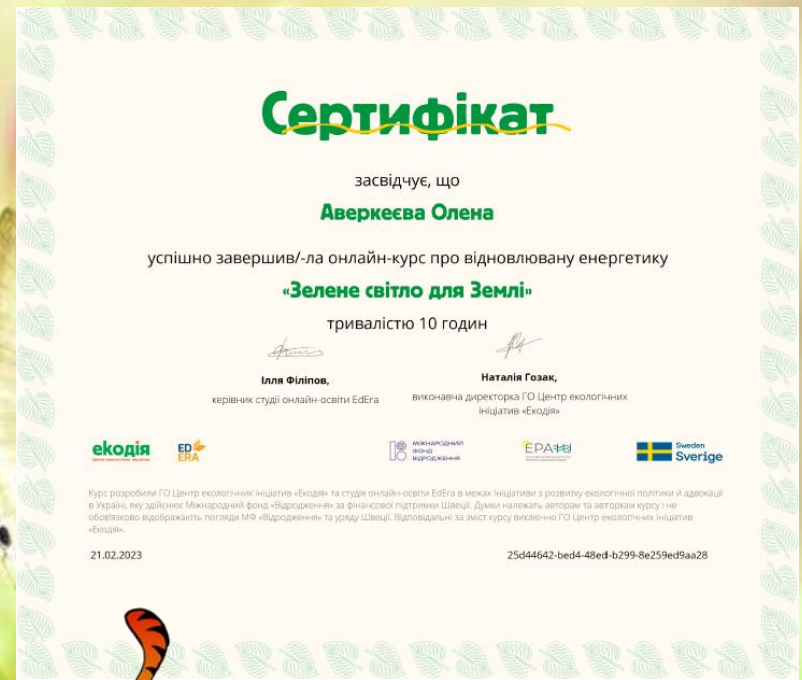 Сертифікат
засвідчує, що
Аверкеєва Олена
успішно завершив/-ла онлайн-курс про відновлювану енергетику
«Зелене світло для Землі»
тривалістю 10 годин
Ілля Філіпов,
керівник студії онлайн-освіти EdEra
Наталія Гозак,
виконавча директорка ГО Центр екологічних
ініціатив «Екодія»
екодія
ED
ERA
МІЖНАРОДНИЙ
ФОНД
ВІДРОДЖЕННЯ
Sweden
Sverige
Курс розробили ГО Центр екологічних ініціатив «Екодія» та студія онлайн-освіти EdEra в межах Ініціативи з розвитку екологічної політики й адвокації
в Україні, яку здійснює Міжнародний фонд «Відродження» за фінансової підтримки Швеції. Думки належать авторам та авторкам курсу і не
обов'язково відображають погляди МФ «Відродження» та уряду Швеції. Відповідальні за зміст курсу виключно ГО Центр екологічних ініціатив
«Екодія».
21.02.2023
25d44642-bed4-48ed-b299-8e259ed9aa28